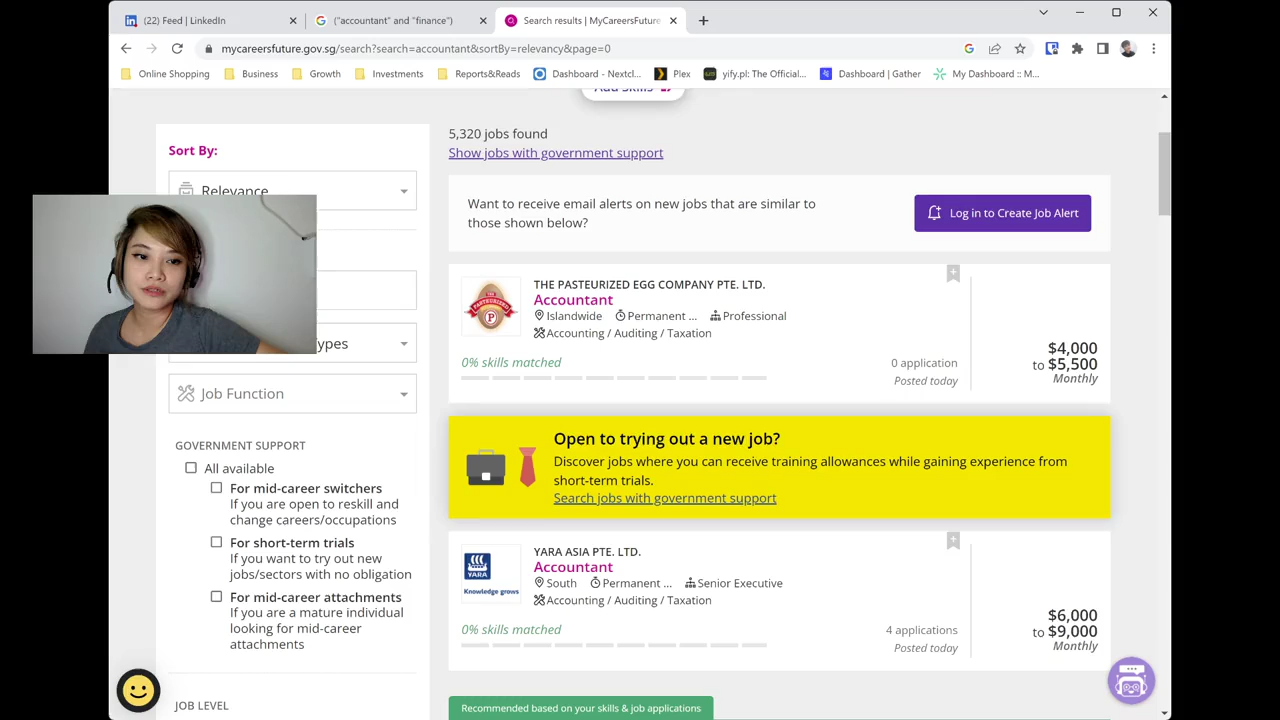 (22) Feed | LinkedIn
("accountant" and "finance")
Search results | MyCareersFuture
mycareersfuture.gov.sg/search?search=accountant&sortBy=relevancy&page=0
Online Shopping
Business
Growth
Investments
Reports&Reads
Dashboard - Nextcl...
Plex
yify.pl: The Official...
Dashboard | Gather
My Dashboard :: M...
Add Skills
5,320 jobs found
Show jobs with government support
Sort By:
Relevance
Want to receive email alerts on new jobs that are similar to
those shown below?
Log in to Create Job Alert
ypes
Job Function
GOVERNMENT SUPPORT
All available
For mid-career switchers
If you are open to reskill and
change careers/occupations
For short-term trials
If you want to try out new
jobs/sectors with no obligation
For mid-career attachments
If you are a mature individual
looking for mid-career
attachments
JOB LEVEL
THE PASTEURIZED EGG COMPANY PTE. LTD.
Accountant
Islandwide Permanent ... Professional
Accounting / Auditing / Taxation
0% skills matched
0 application
Posted today
$4,000
to $5,500
Monthly
Open to trying out a new job?
Discover jobs where you can receive training allowances while gaining experience from
short-term trials.
Search jobs with government support
YARA
Knowledge grows
YARA ASIA PTE. LTD.
Accountant
South Permanent ... Senior Executive
Accounting / Auditing / Taxation
0% skills matched
4 applications
Posted today
$6,000
to $9,000
Monthly
Recommended based on your skills & job applications